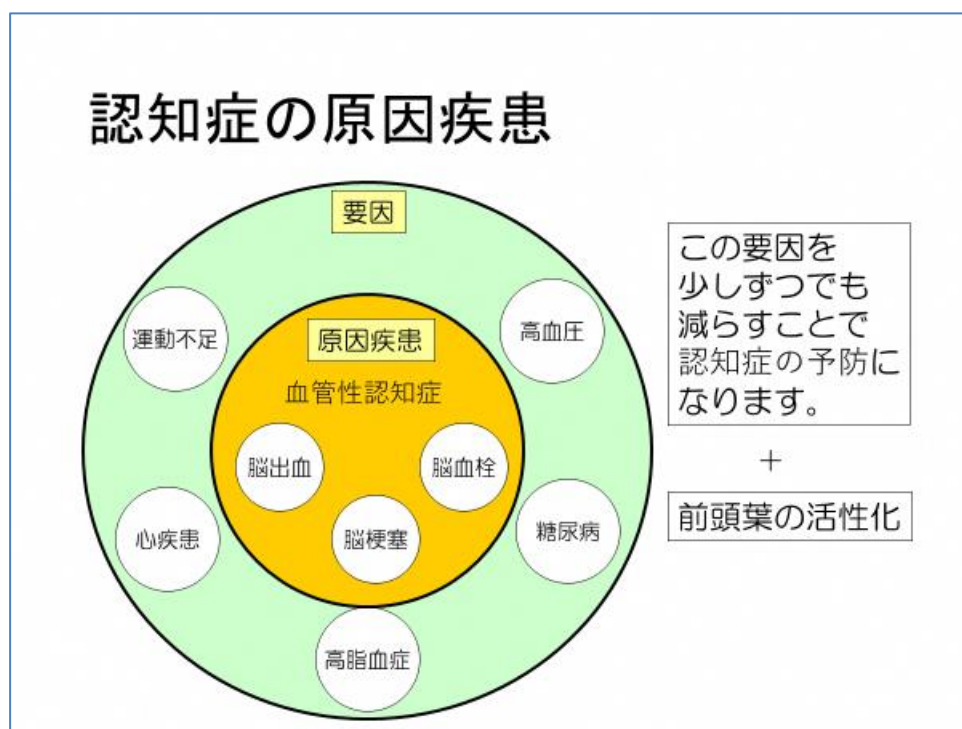 認知症の原因疾患
要因
運動不足
高血圧
原因疾患
血管性認知症
脳出血
脳血栓
脳梗塞
心疾患
糖尿病
高脂血症
この要因を
少しずつでも
減らすことで
認知症の予防に
なります。
+
前頭葉の活性化